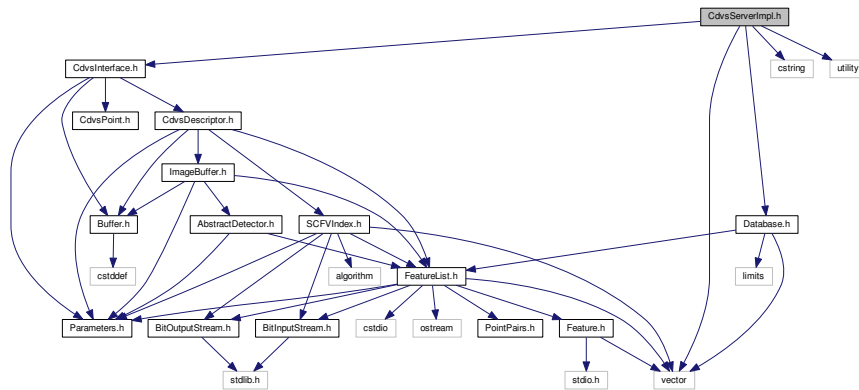 CdvsServerImpl.h
CdvsInterface.h
cstring
utility
CdvsPoint.h
CdvsDescriptor.h
ImageBuffer.h
Buffer.h
AbstractDetector.h
SCFVIndex.h
Database.h
cstddef
algorithm
FeatureList.h
limits
Parameters.h
BitOutputStream.h
BitInputStream.h
cstdio
ostream
PointPairs.h
Feature.h
stdlib.h
stdio.h
vector